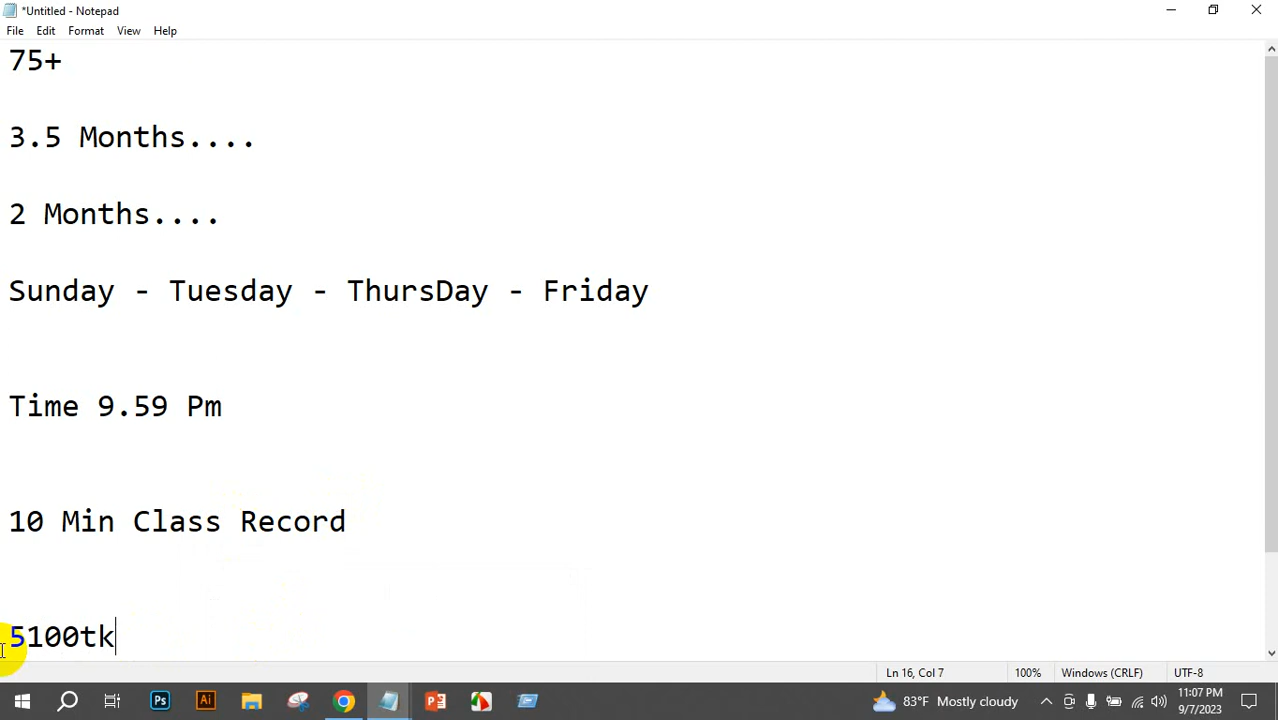 *Untitled - Notepad
File Edit Format View Help
75+
3.5 Months....
2 Months....
Sunday - Tuesday - ThursDay - Friday
Time 9.59 Pm
10 Min Class Record
5100tk
Ln 16, Col 7 100% Windows (CRLF) UTF-8
Ps Ai P 83°F Mostly cloudy 11:07 PM
9/7/2023